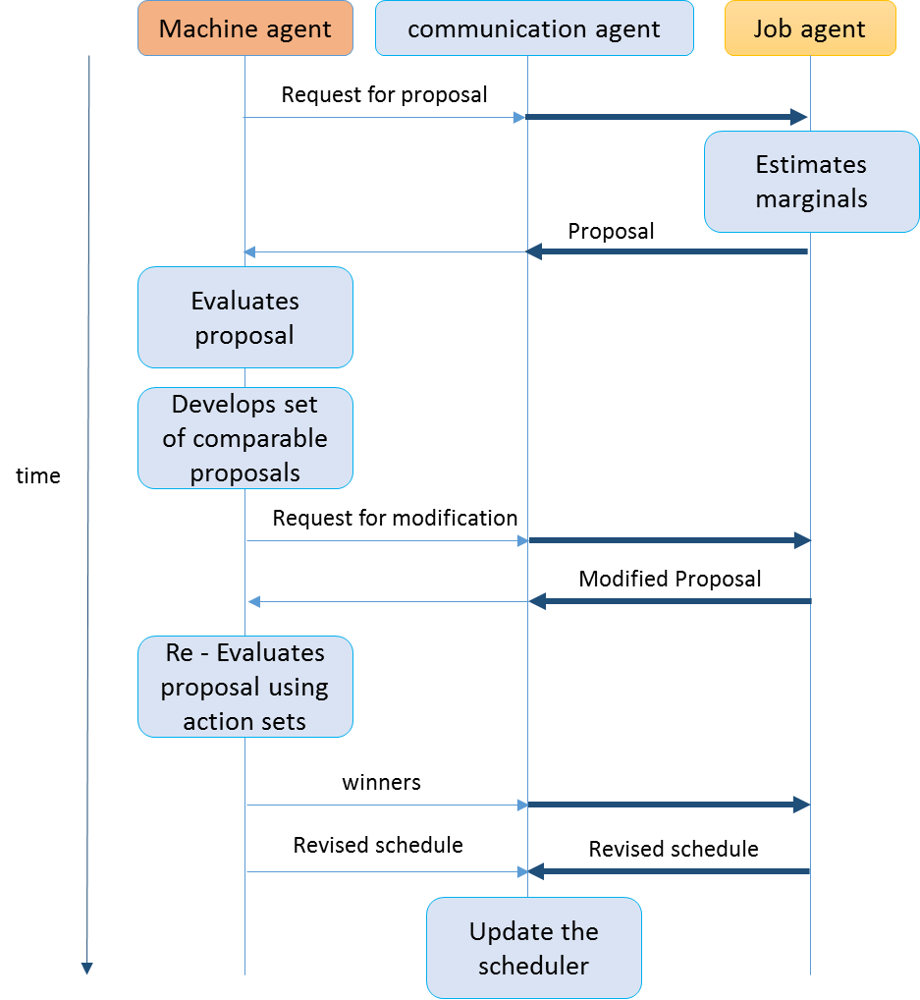 Machine agent
communication agent
Job agent
Request for proposal
Estimates
marginals
Proposal
Evaluates
proposal
Develops set
of comparable
proposals
time
Request for modification
Modified Proposal
Re - Evaluates
proposal using
action sets
winners
Revised schedule
Revised schedule
Update the
scheduler